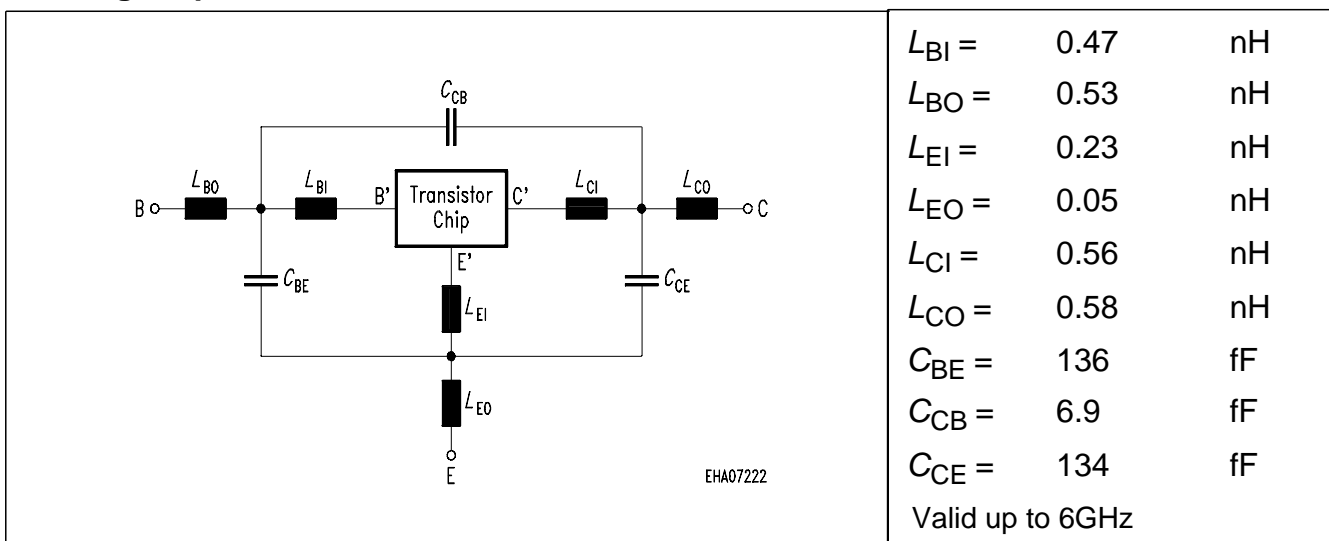 C_CB
L_BO
L_BI
B'
Transistor
Chip
C'
L_CI
L_CO
B
C
E'
C_BE
C_CE
L_EI
L_EO
E
EHA07222
L_BI = 0.47 nH
L_BO = 0.53 nH
L_EI = 0.23 nH
L_EO = 0.05 nH
L_CI = 0.56 nH
L_CO = 0.58 nH
C_BE = 136 fF
C_CB = 6.9 fF
C_CE = 134 fF
Valid up to 6GHz